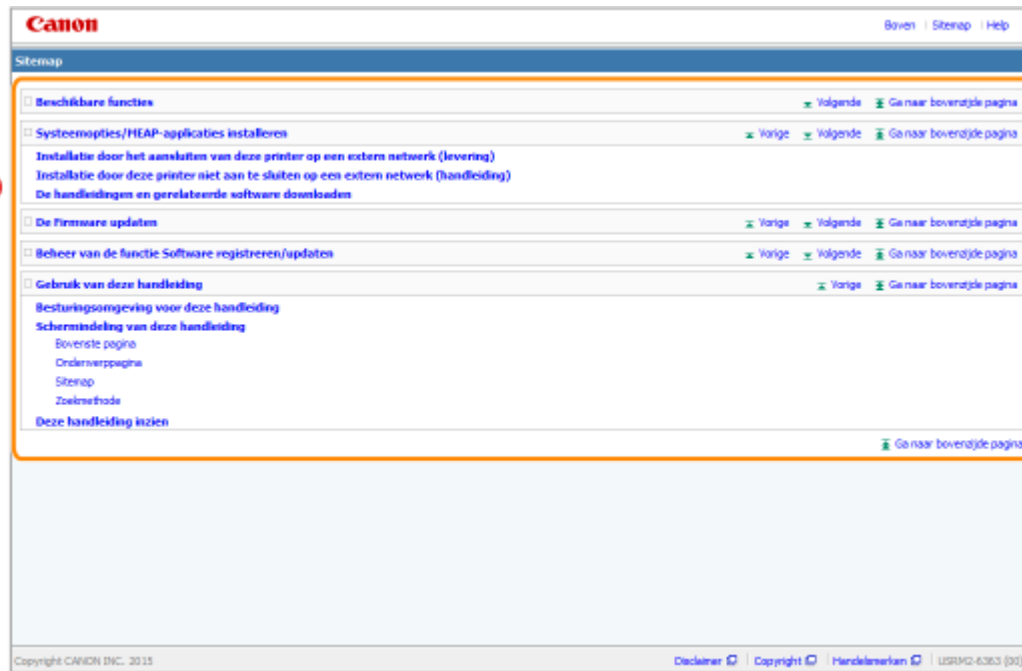 Canon
Boven Sitemap Help
Sitemap
Beschikbare functies Volgende Ga naar bovenzijde pagina
Systeemopties/MEAP-applicaties installeren Vorige Volgende Ga naar bovenzijde pagina
Installatie door het aansluiten van deze printer op een extern netwerk (levering)
Installatie door deze printer niet aan te sluiten op een extern netwerk (handleiding)
De handleidingen en gerelateerde software downloaden
De Firmware updaten Vorige Volgende Ga naar bovenzijde pagina
Beheer van de functie Software registreren/updaten Vorige Volgende Ga naar bovenzijde pagina
Gebruik van deze handleiding Vorige Ga naar bovenzijde pagina
Besturingsomgeving voor deze handleiding
Schermindeling van deze handleiding
Bovenste pagina
Onderwerppagina
Sitemap
Zoekmethode
Deze handleiding inzien
Ga naar bovenzijde pagina
Copyright CANON INC. 2015 Disclaimer Copyright Handelsmerken USRM2-6363 (00)